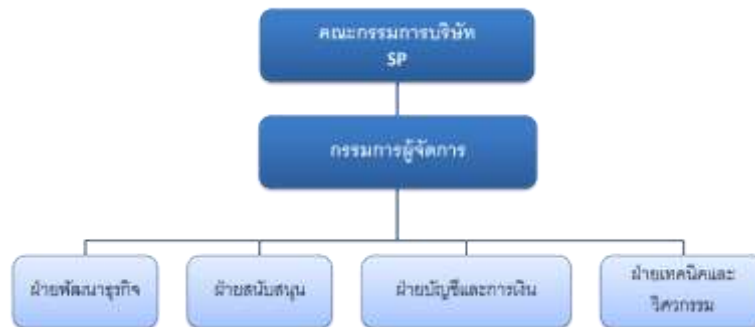 คณะกรรมการบริษัท
SP
กรรมการผู้จัดการ
ฝ่ายพัฒนาธุรกิจ
ฝ่ายสนับสนุน
ฝ่ายบัญชีและการเงิน
ฝ่ายเทคนิคและ
วิศวกรรม